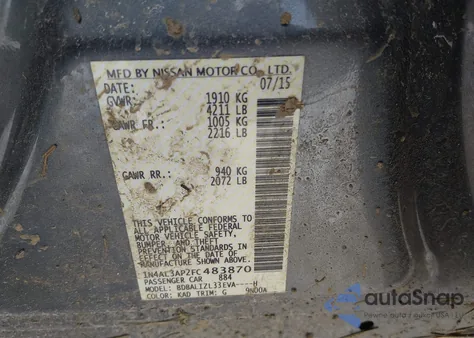 MFD BY NISSAN MOTOR CO., LTD.
DATE: 07/15
GVWR: 1910 KG
4211 LB
GAWR FR.: 1005 KG
2216 LB
GAWR RR.: 940 KG
2072 LB
THIS VEHICLE CONFORMS TO
ALL APPLICABLE FEDERAL
MOTOR VEHICLE SAFETY,
BUMPER, AND THEFT
PREVENTION STANDARDS IN
EFFECT ON THE DATE OF
MANUFACTURE SHOWN ABOVE.
1N4AL3AP2FC483870
PASSENGER CAR 884
MODEL: BDBALIZL33EVA----H
COLOR: KAD TRIM: G 9600A
autoSnap